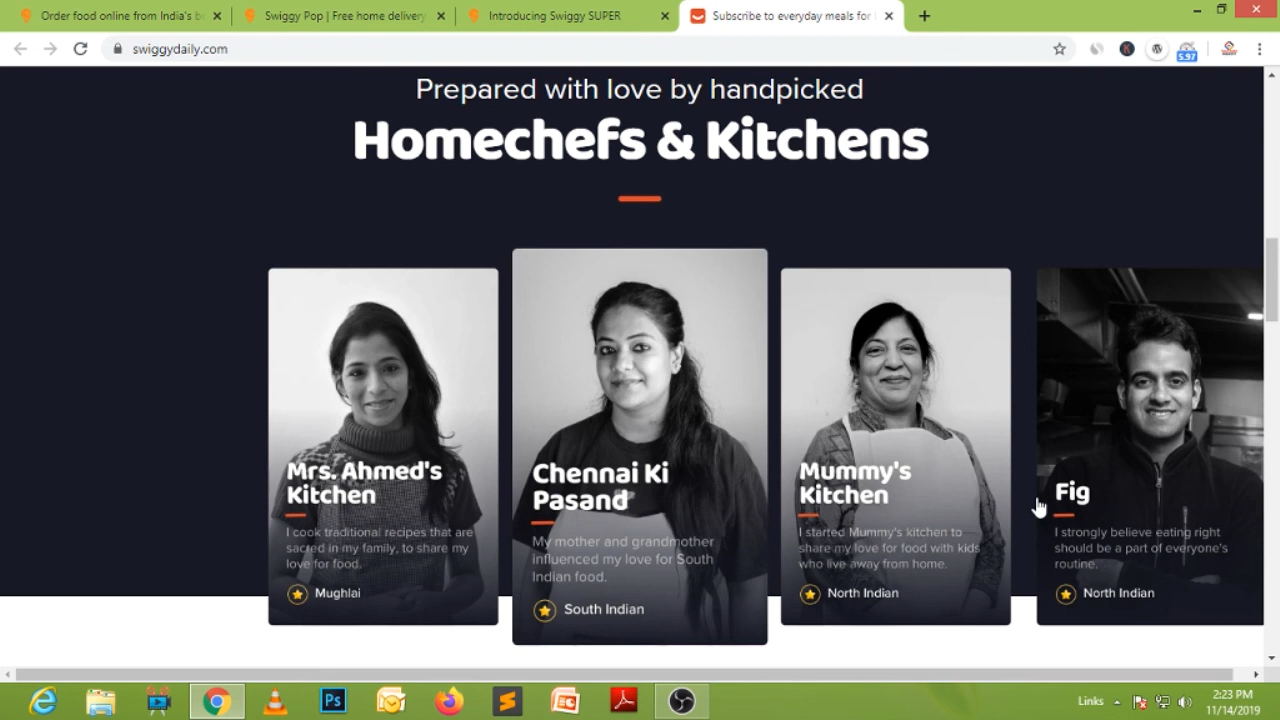 Order food online from India's b
Swiggy Pop | Free home delivery
Introducing Swiggy SUPER
Subscribe to everyday meals for
swiggydaily.com
5.97
Prepared with love by handpicked
Homechefs & Kitchens
Mrs. Ahmed's
Kitchen
I cook traditional recipes that are
sacred in my family, to share my
love for food.
Mughlai
Chennai Ki
Pasand
My mother and grandmother
influenced my love for South
Indian food.
South Indian
Mummy's
Kitchen
I started Mummy's kitchen to
share my love for food with kids
who live away from home.
North Indian
Fig
I strongly believe eating right
should be a part of everyone's
routine.
North Indian
Ps
Links
2:23 PM
11/14/2019